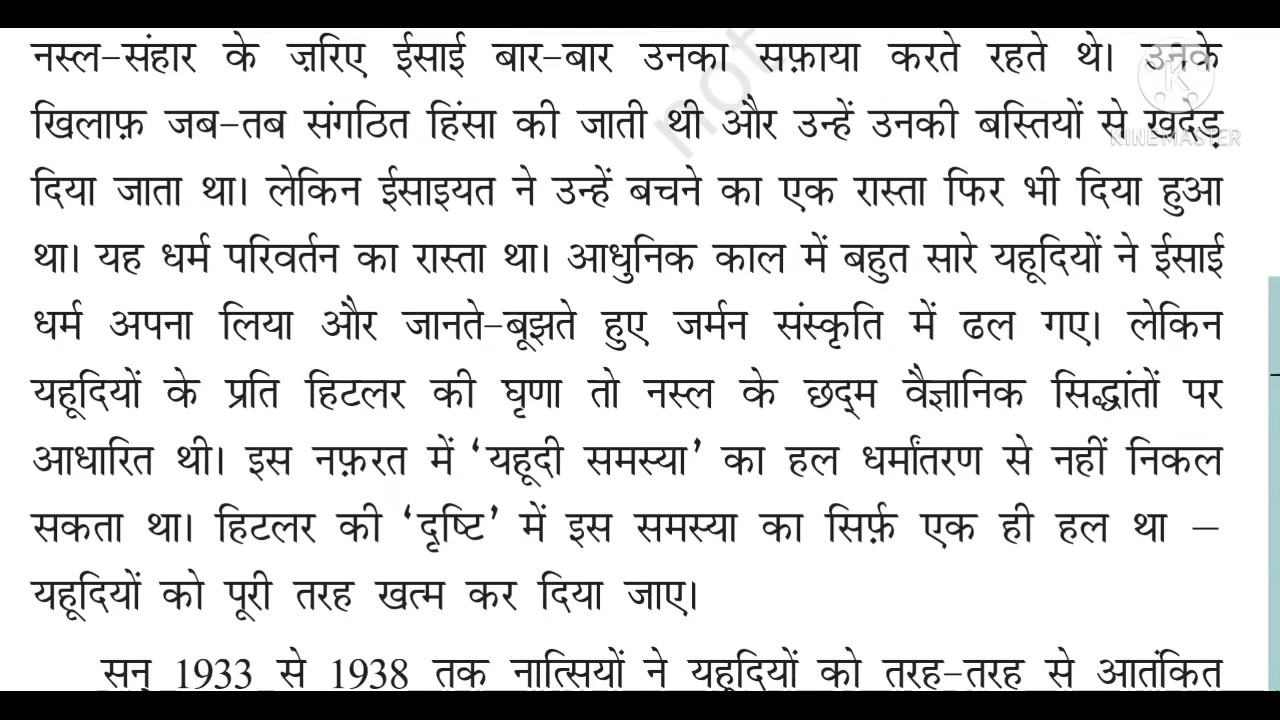 नस्ल-संहार के ज़रिए ईसाई बार-बार उनका सफ़ाया करते रहते थे। उनके
खिलाफ़ जब-तब संगठित हिंसा की जाती थी और उन्हें उनकी बस्तियों से खदेड़
दिया जाता था। लेकिन ईसाइयत ने उन्हें बचने का एक रास्ता फिर भी दिया हुआ
था। यह धर्म परिवर्तन का रास्ता था। आधुनिक काल में बहुत सारे यहूदियों ने ईसाई
धर्म अपना लिया और जानते-बूझते हुए जर्मन संस्कृति में ढल गए। लेकिन
यहूदियों के प्रति हिटलर की घृणा तो नस्ल के छद्म वैज्ञानिक सिद्धांतों पर
आधारित थी। इस नफ़रत में ‘यहूदी समस्या’ का हल धर्मांतरण से नहीं निकल
सकता था। हिटलर की ‘दृष्टि’ में इस समस्या का सिर्फ़ एक ही हल था –
यहूदियों को पूरी तरह खत्म कर दिया जाए।
सन् 1933 से 1938 तक नात्सियों ने यहूदियों को तरह-तरह से आतंकित
not
K
KINEMASTER